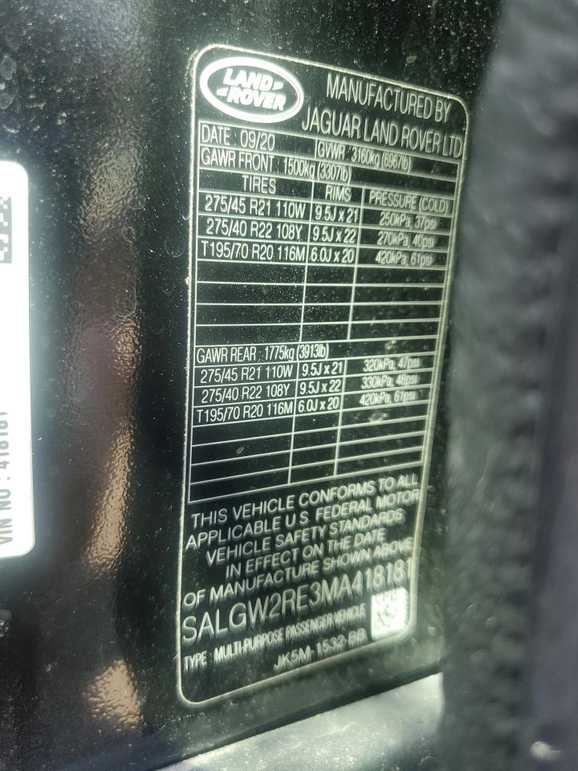 LAND ROVER
MANUFACTURED BY
JAGUAR LAND ROVER LTD
DATE : 09/20 GVWR : 3160kg (6967lb)
GAWR FRONT : 1500kg (3307lb)
TIRES RIMS PRESSURE (COLD)
275/45 R21 110W 9.5J x 21 250kPa, 37psi
275/40 R22 108Y 9.5J x 22 270kPa, 40psi
T195/70 R20 116M 6.0J x 20 420kPa, 61psi
GAWR REAR : 1775kg (3913lb)
275/45 R21 110W 9.5J x 21 320kPa, 47psi
275/40 R22 108Y 9.5J x 22 330kPa, 48psi
T195/70 R20 116M 6.0J x 20 420kPa, 61psi
THIS VEHICLE CONFORMS TO ALL
APPLICABLE U.S. FEDERAL MOTOR
VEHICLE SAFETY STANDARDS
IN EFFECT ON THE DATE
OF MANUFACTURE SHOWN ABOVE
SALGW2RE3MA418181
TYPE : MULTI-PURPOSE PASSENGER VEHICLE
JK5M-1532-BB
VIN NO : 418181